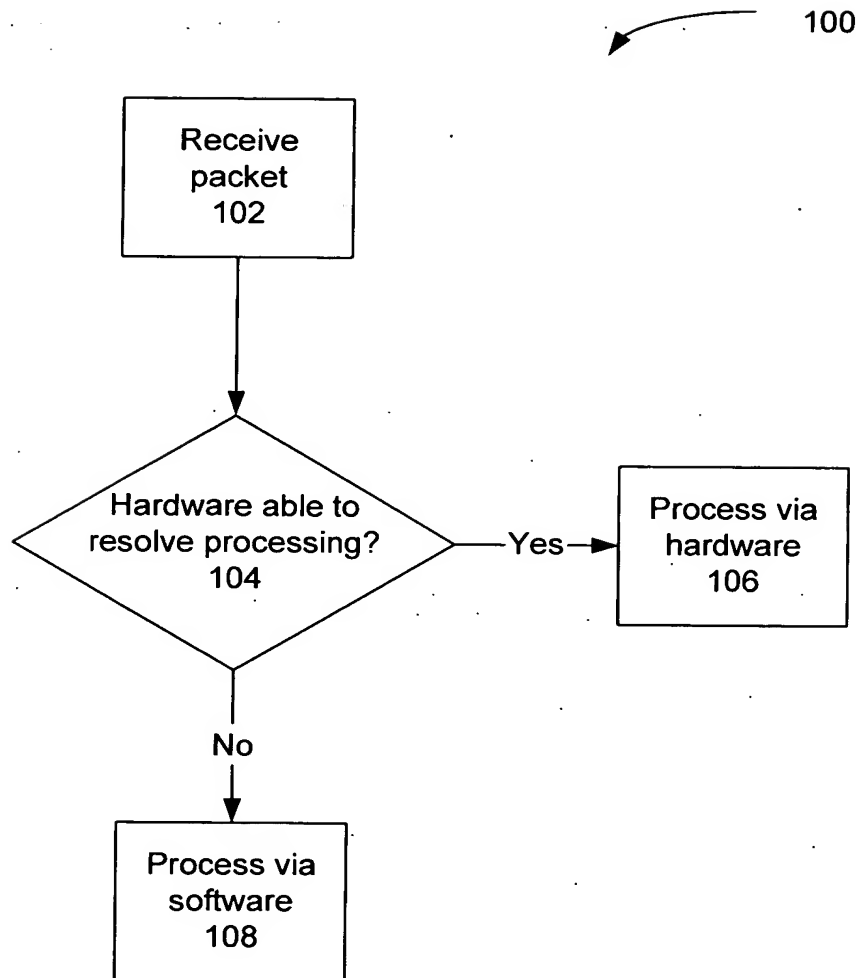 100
Receive
packet
102
Hardware able to
resolve processing?
104
Yes
Process via
hardware
106
No
Process via
software
108